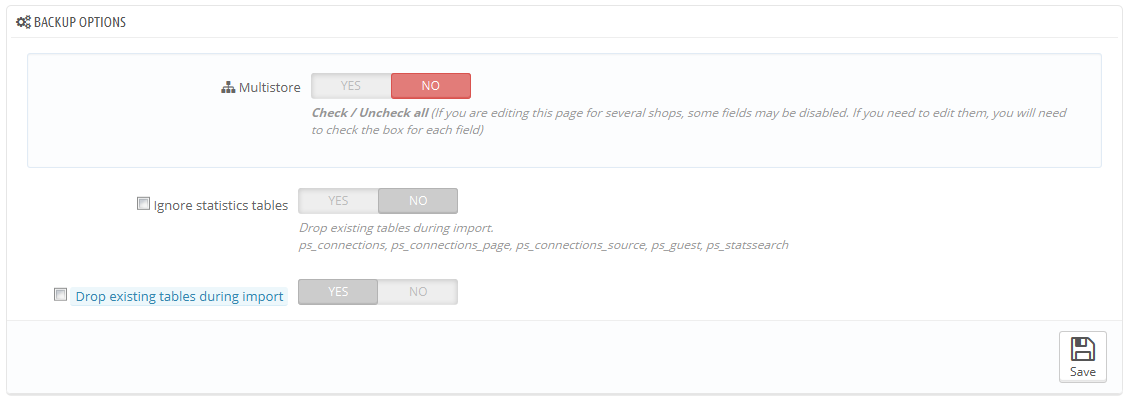 BACKUP OPTIONS
Multistore YES NO
Check / Uncheck all (If you are editing this page for several shops, some fields may be disabled. If you need to edit them, you will need
to check the box for each field)
Ignore statistics tables YES NO
Drop existing tables during import.
ps_connections, ps_connections_page, ps_connections_source, ps_guest, ps_statssearch
Drop existing tables during import YES NO
Save